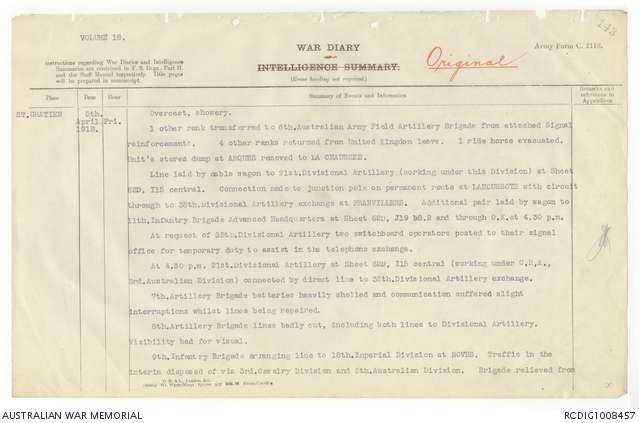 143
VOLUME 18.
WAR DIARY
Army Form C. 2118.
Instructions regarding War Diaries and Intelligence
Summaries are contained in F. S. Regs., Part II.
and the Staff Manual respectively. Title pages
will be prepared in manuscript.
or
INTELLIGENCE SUMMARY.
(Erase heading not required.)
Original
Place
Date
Hour
Summary of Events and Information
Remarks and
references to
Appendices
ST.GRATIEN
5th.
April Fri.
1918.
Overcast, showery.
1 other rank transferred to 6th.Australian Army Field Artillery Brigade from attached Signal
reinforcements. 4 other ranks returned from United Kingdom leave. 1 ride horse evacuated.
Unit's stores dump at ARQUES removed to LA CHAUSSEE.
Line laid by cable wagon to 21st.Divisional Artillery (working under this Division) at Sheet
62D, I15 central. Connection made to junction pole on permanent route at LAHOUSSOYE with circuit
through to 35th.Divisional Artillery exchange at FRANVILLERS. Additional pair laid by wagon to
11th.Infantry Brigade Advanced Headquarters at Sheet 62D, J19 b8.2 and through O.K.at 4.30 p.m.
At request of 35th.Divisional Artillery two switchboard operators posted to their signal
office for temporary duty to assist in the telephone exchange.
At 4.30 p.m. 21st.Divisional Artillery at Sheet 62D, I15 central (working under C.R.A.,
3rd.Australian Division) connected by direct line to 35th.Divisional Artillery exchange.
7th.Artillery Brigade batteries heavily shelled and communication suffered slight
interruptions whilst lines being repaired.
8th.Artillery Brigade lines badly cut, including both lines to Divisional Artillery.
Visibility bad for visual.
9th.Infantry Brigade arranging line to 18th.Imperial Division at BOVES. Traffic in the
interim disposed of via 3rd.Cavalry Division and 5th.Australian Division. Brigade relieved from
AUSTRALIAN WAR MEMORIAL
RCDIG1008457